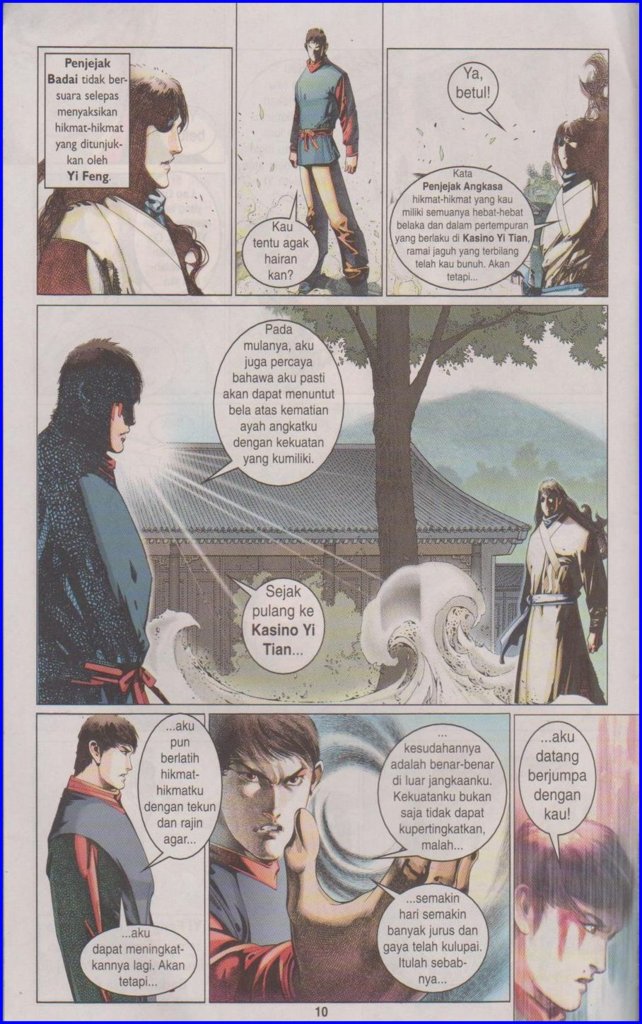 Penjejak
Badai tidak ber-
suara selepas
menyaksikan
hikmat-hikmat
yang ditunjuk-
kan oleh
Yi Feng.
Kau
tentu agak
hairan
kan?
Ya,
betul!
Kata
Penjejak Angkasa
hikmat-hikmat yang kau
miliki semuanya hebat-hebat
belaka dan dalam pertempuran
yang berlaku di Kasino Yi Tian,
ramai jaguh yang terbilang
telah kau bunuh. Akan
tetapi...
Pada
mulanya, aku
juga percaya
bahawa aku pasti
akan dapat menuntut
bela atas kematian
ayah angkatku
dengan kekuatan
yang kumiliki.
Sejak
pulang ke
Kasino Yi
Tian...
...aku
pun
berlatih
hikmat-
hikmatku
dengan tekun
dan rajin
agar...
...aku
dapat meningkat-
kannya lagi. Akan
tetapi...
...
kesudahannya
adalah benar-benar
di luar jangkaanku.
Kekuatanku bukan
saja tidak dapat
kupertingkatkan,
malah...
...semakin
hari semakin
banyak jurus dan
gaya telah kulupai.
Itulah sebab-
nya...
...aku
datang
berjumpa
dengan
kau!
10